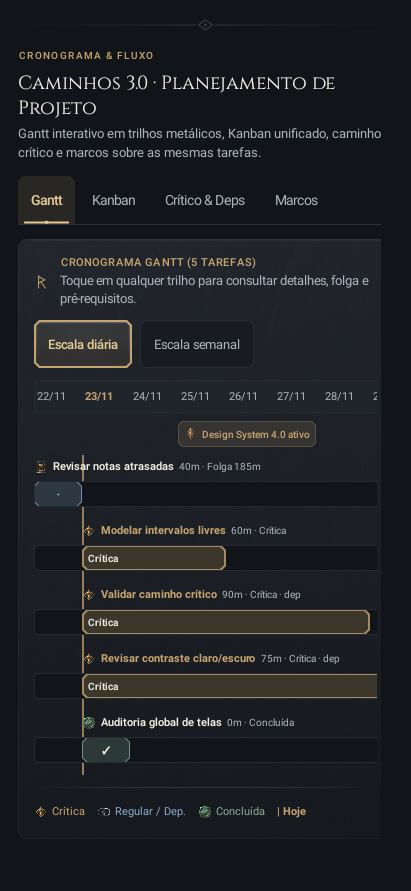 CRONOGRAMA & FLUXO
Caminhos 3.0 · Planejamento de
Projeto
Gantt interativo em trilhos metálicos, Kanban unificado, caminho
crítico e marcos sobre as mesmas tarefas.
Gantt Kanban Crítico & Deps Marcos
CRONOGRAMA GANTT (5 TAREFAS)
Toque em qualquer trilho para consultar detalhes, folga e
pré-requisitos.
Escala diária Escala semanal
22/11 23/11 24/11 25/11 26/11 27/11 28/11 2
Design System 4.0 ativo
Revisar notas atrasadas 40m · Folga 185m
Modelar intervalos livres 60m · Crítica
Crítica
Validar caminho crítico 90m · Crítica · dep
Crítica
Revisar contraste claro/escuro 75m · Crítica · dep
Crítica
Auditoria global de telas 0m · Concluída
✓
Crítica Regular / Dep. Concluída | Hoje